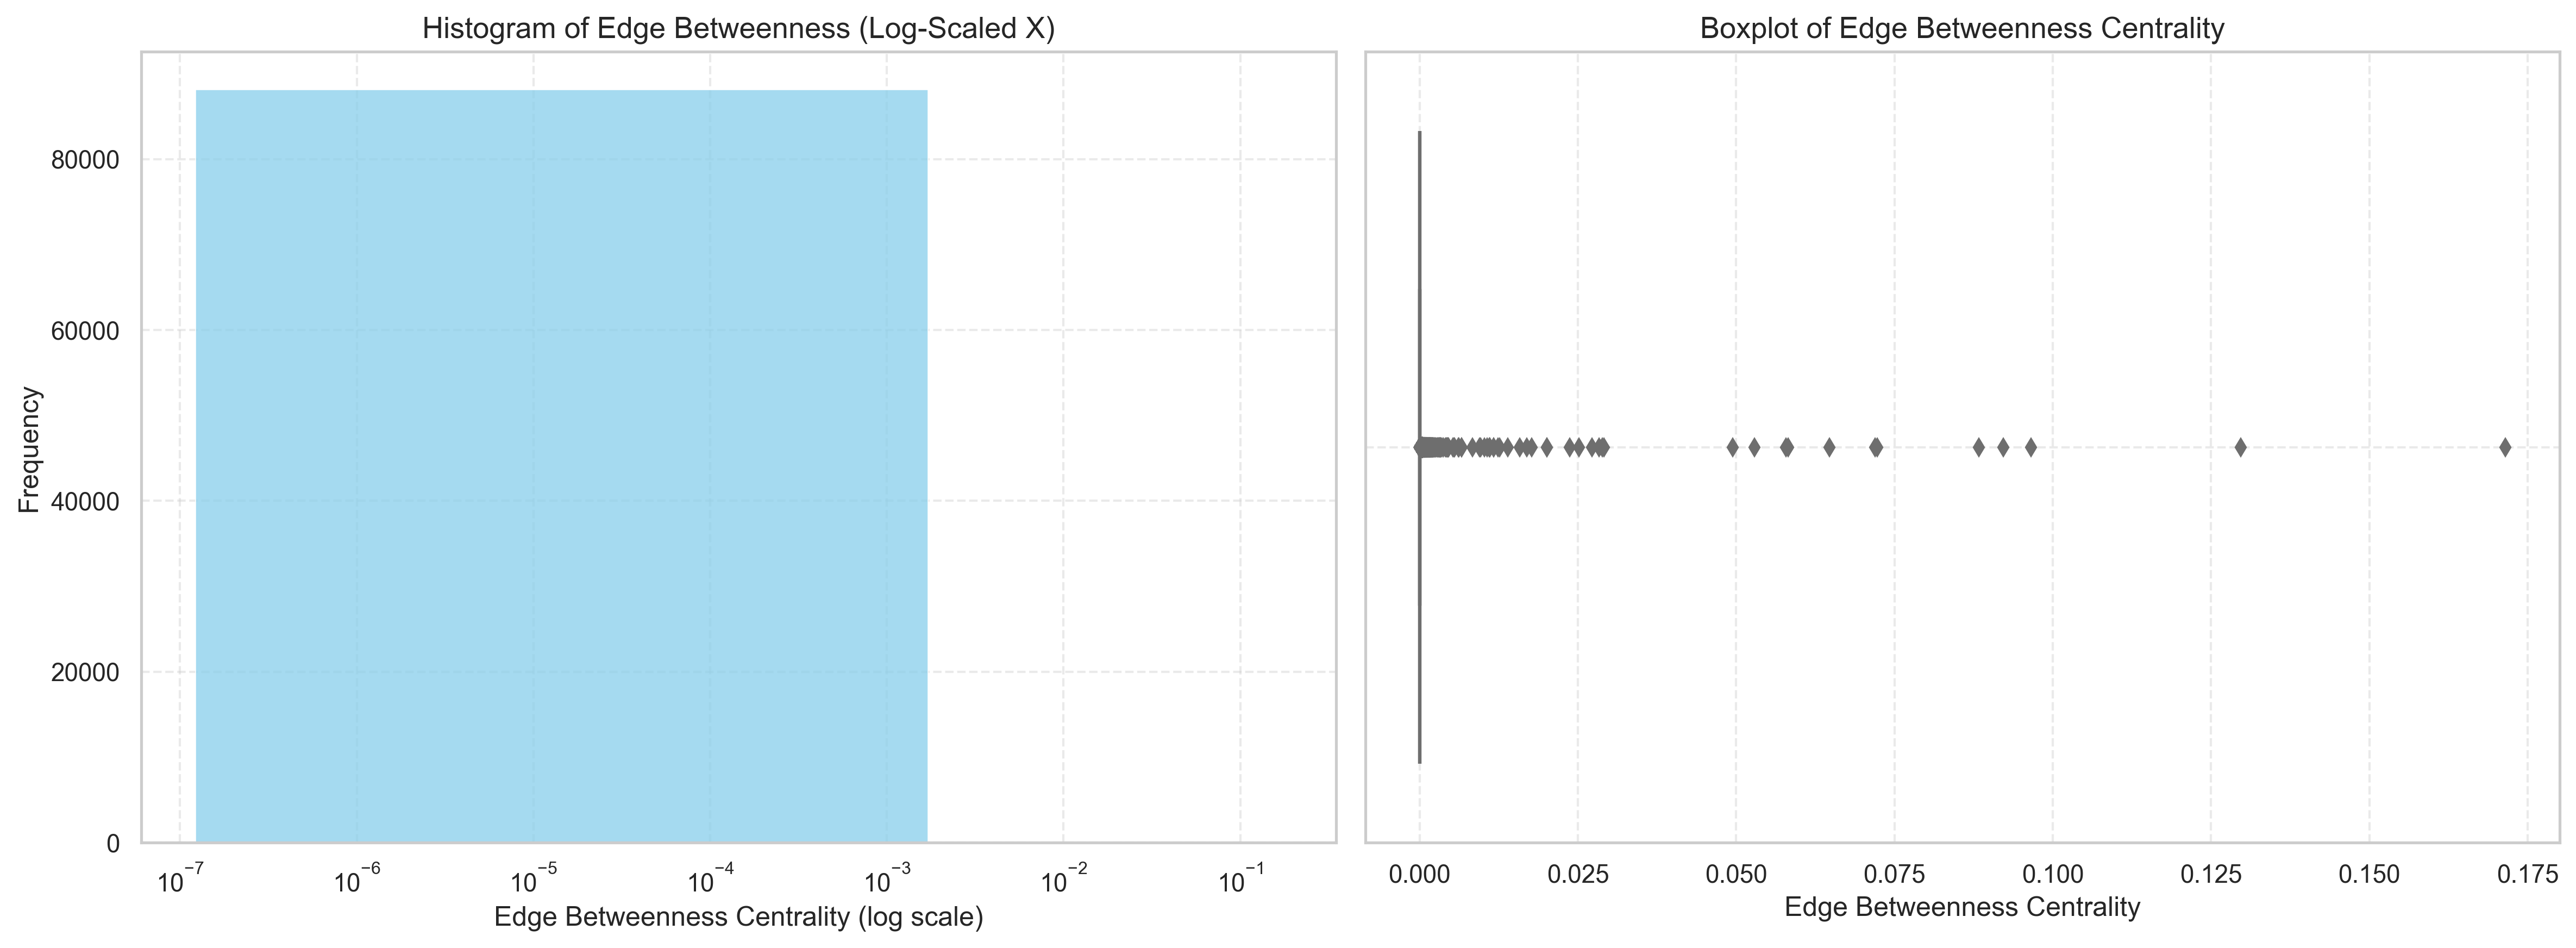 Histogram of Edge Betweenness (Log-Scaled X)
Frequency
80000
60000
40000
20000
0
10⁻⁷ 10⁻⁶ 10⁻⁵ 10⁻⁴ 10⁻³ 10⁻² 10⁻¹
Edge Betweenness Centrality (log scale)
Boxplot of Edge Betweenness Centrality
0.000 0.025 0.050 0.075 0.100 0.125 0.150 0.175
Edge Betweenness Centrality